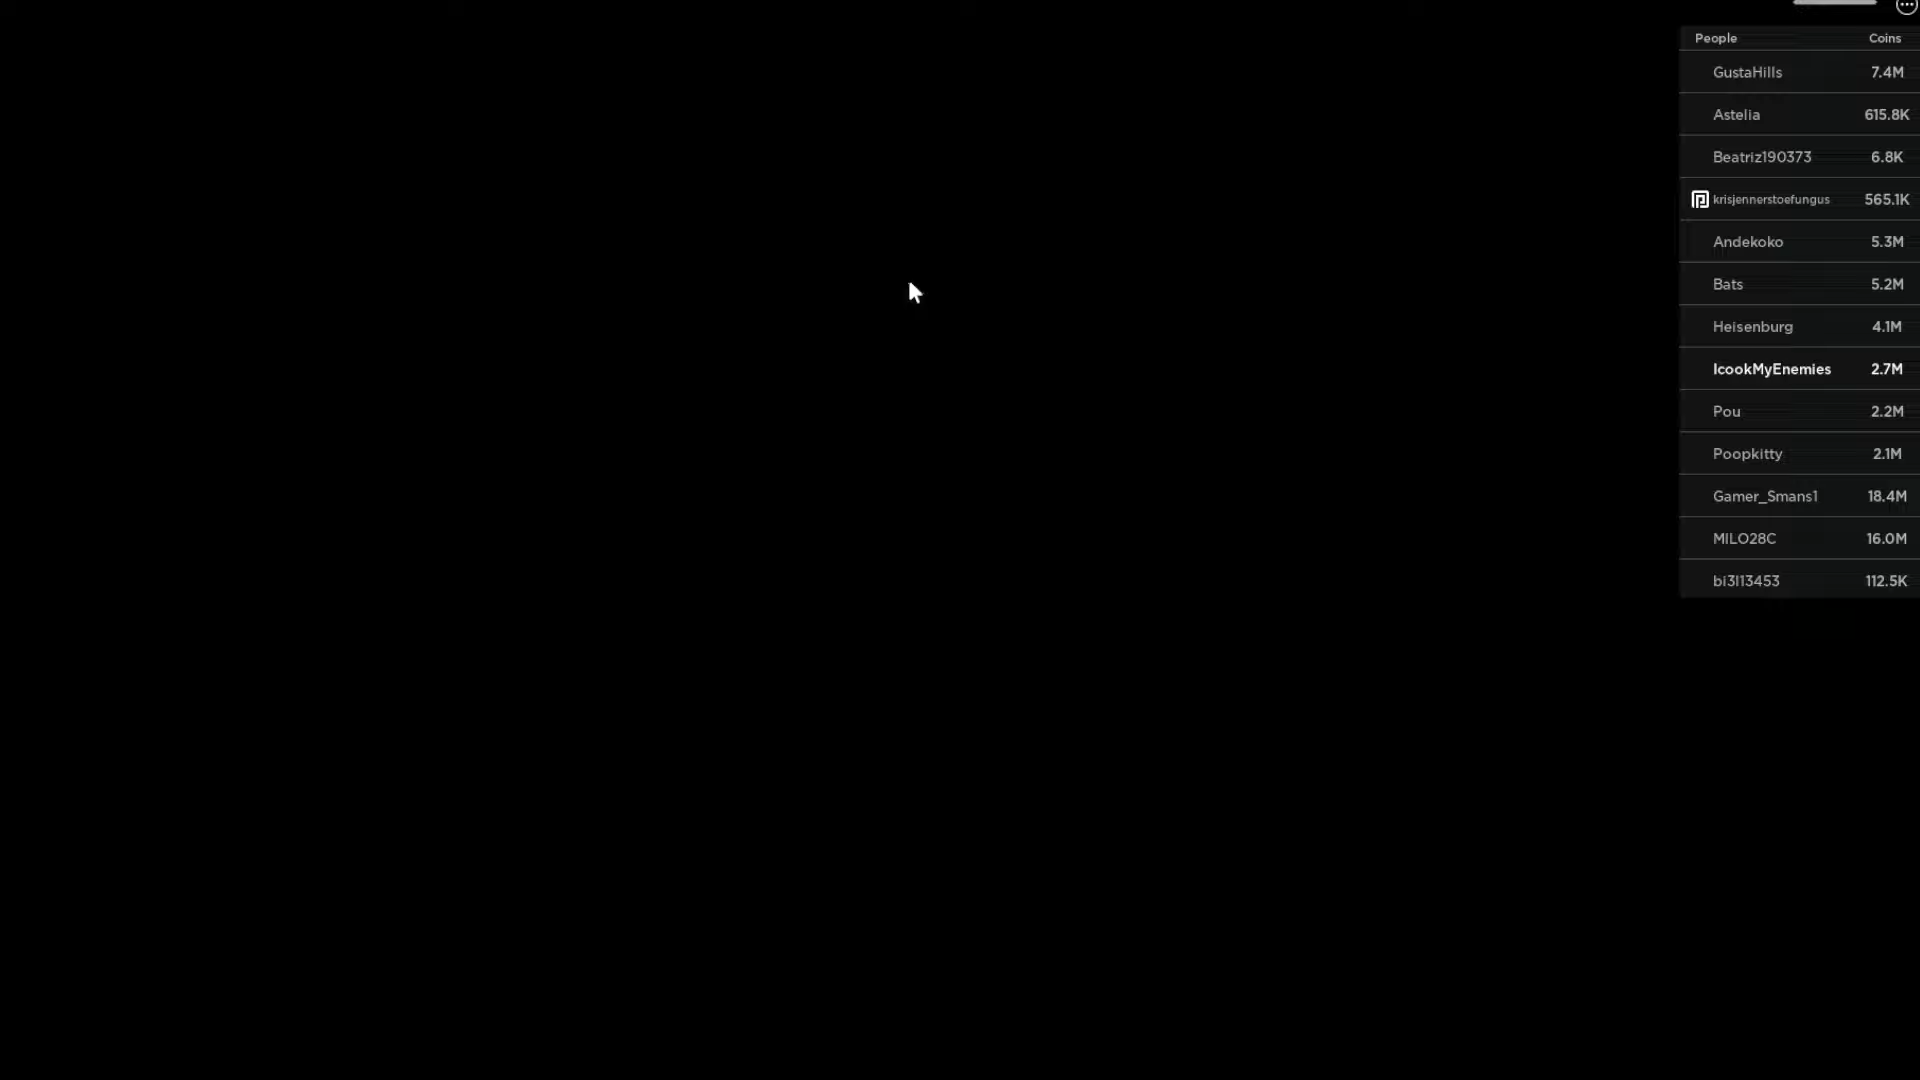 People Coins
GustaHills 7.4M
Astelia 615.8K
Beatriz190373 6.8K
krisjennerstoefungus 565.1K
Andekoko 5.3M
Bats 5.2M
Heisenburg 4.1M
IcookMyEnemies 2.7M
Pou 2.2M
Poopkitty 2.1M
Gamer_Smans1 18.4M
MILO28C 16.0M
bi3l13453 112.5K